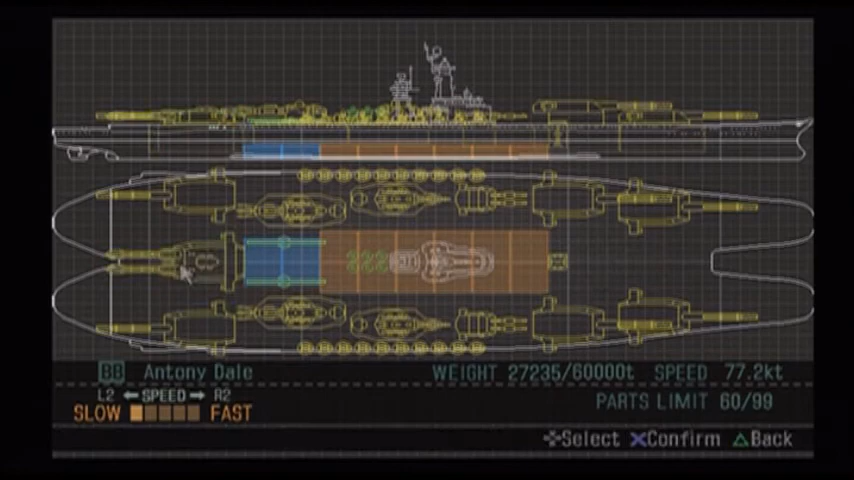 BB Antony Dale WEIGHT 27235/60000t SPEED 77.2kt
L2 ←SPEED→ R2 PARTS LIMIT 60/99
SLOW FAST
Select Confirm Back